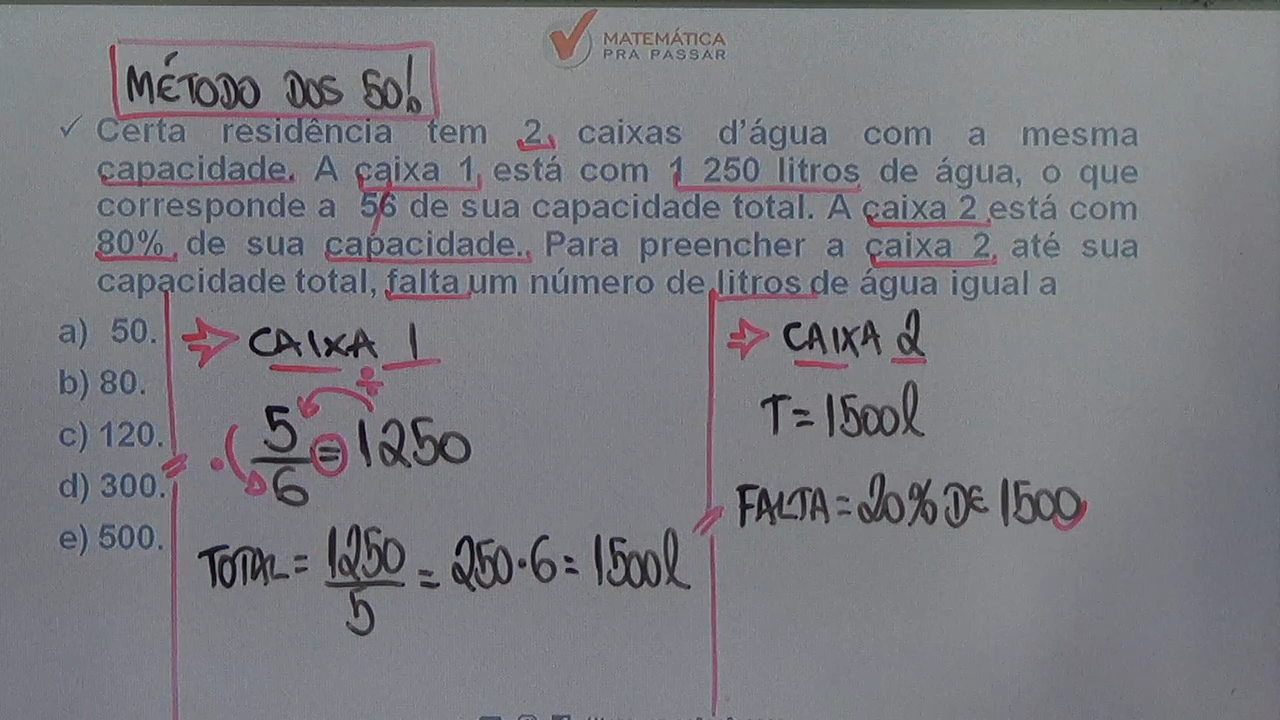 MATEMÁTICA
PRA PASSAR
MÉTODO DOS 50!
✓ Certa residência tem 2 caixas d'água com a mesma
capacidade. A caixa 1 está com 1 250 litros de água, o que
corresponde a 5/6 de sua capacidade total. A caixa 2 está com
80% de sua capacidade. Para preencher a caixa 2 até sua
capacidade total, falta um número de litros de água igual a
a) 50.
b) 80.
c) 120.
d) 300.
e) 500.
⇒ CAIXA 1
÷
5/6 = 1250
TOTAL = 1250/5 = 250·6 = 1500l
⇒ CAIXA 2
T = 1500l
FALTA = 20% DE 1500